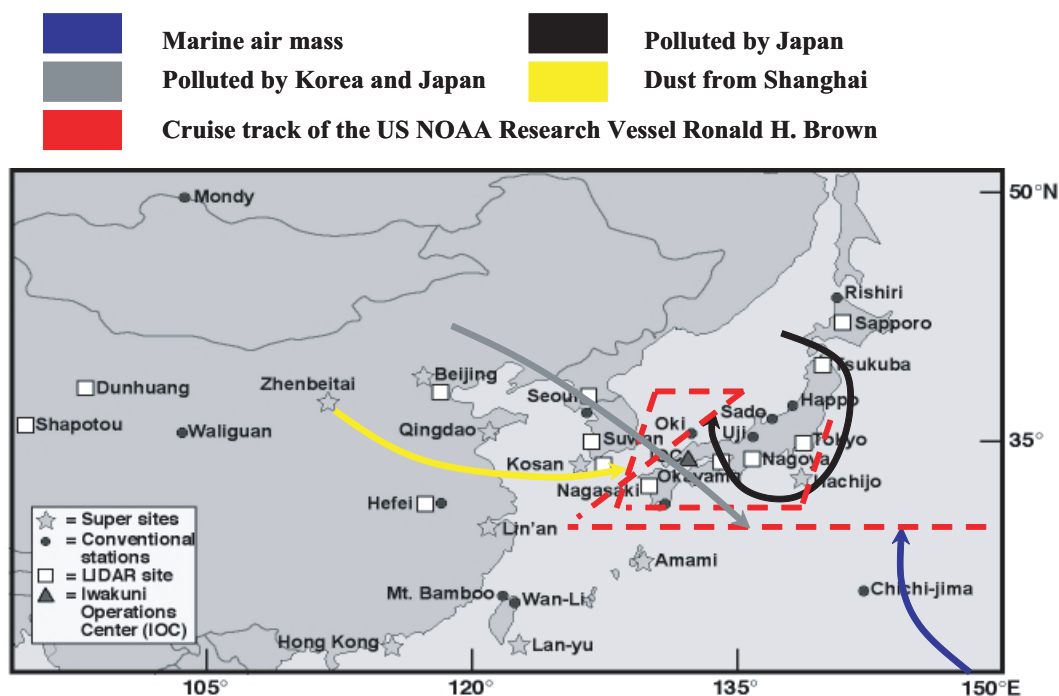 Marine air mass
Polluted by Japan
Polluted by Korea and Japan
Dust from Shanghai
Cruise track of the US NOAA Research Vessel Ronald H. Brown
50°N
Mondy
Rishiri
Sapporo
Tsukuba
Beijing
Zhenbeitai
Dunhuang
Seoul
Happo
Sado
Shapotou
Waliguan
Qingdao
Oki
Uji
Tokyo
35°
Suwan
IOC
Nagoya
Kosan
Okayama
Hachijo
Nagasaki
Hefei
Lin'an
Amami
Mt. Bamboo
Wan-Li
Chichi-jima
Hong Kong
Lan-yu
= Super sites
= Conventional
stations
= LIDAR site
= Iwakuni
Operations
Center (IOC)
105°
120°
135°
150°E